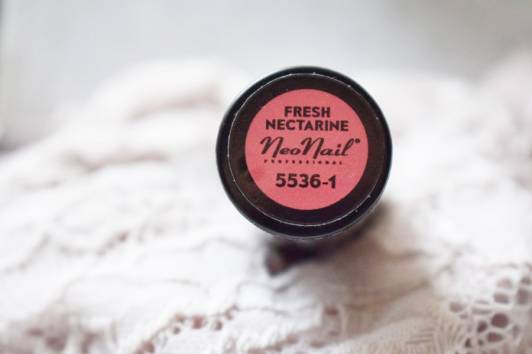 FRESH
NECTARINE
NeoNail®
PROFESSIONAL
5536-1